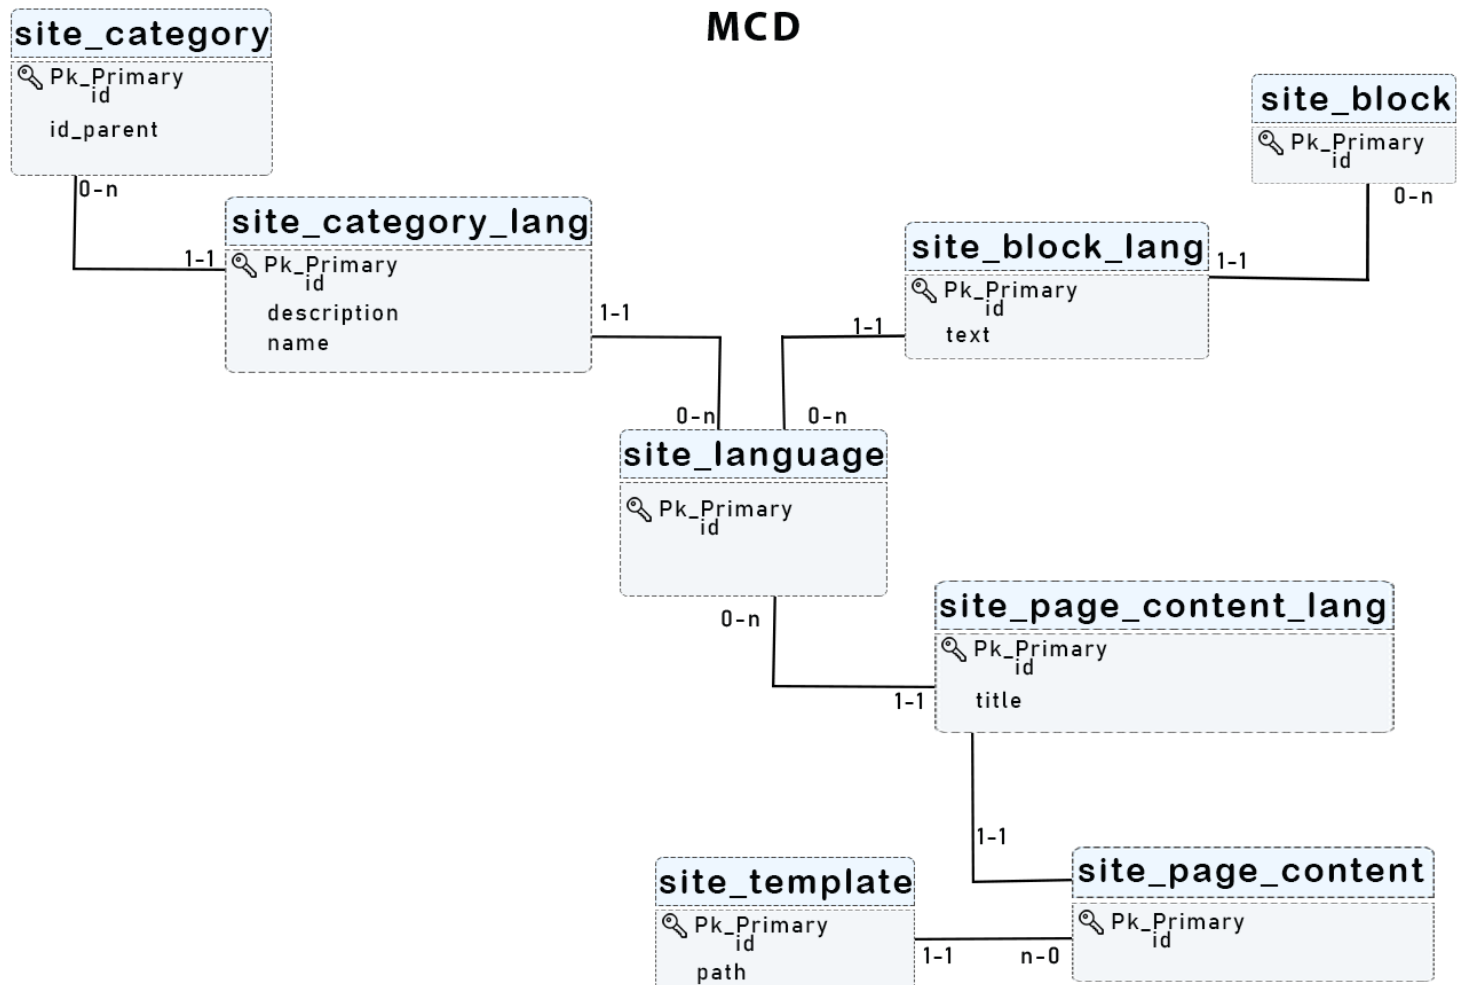 MCD
site_category
Pk_Primary
id
id_parent
0-n
site_category_lang
1-1
Pk_Primary
id
description
name
1-1
0-n
site_block
Pk_Primary
id
0-n
site_block_lang
1-1
Pk_Primary
id
text
1-1
0-n
site_language
Pk_Primary
id
0-n
site_page_content_lang
Pk_Primary
id
title
1-1
1-1
site_template
Pk_Primary
id
path
1-1
n-0
site_page_content
Pk_Primary
id